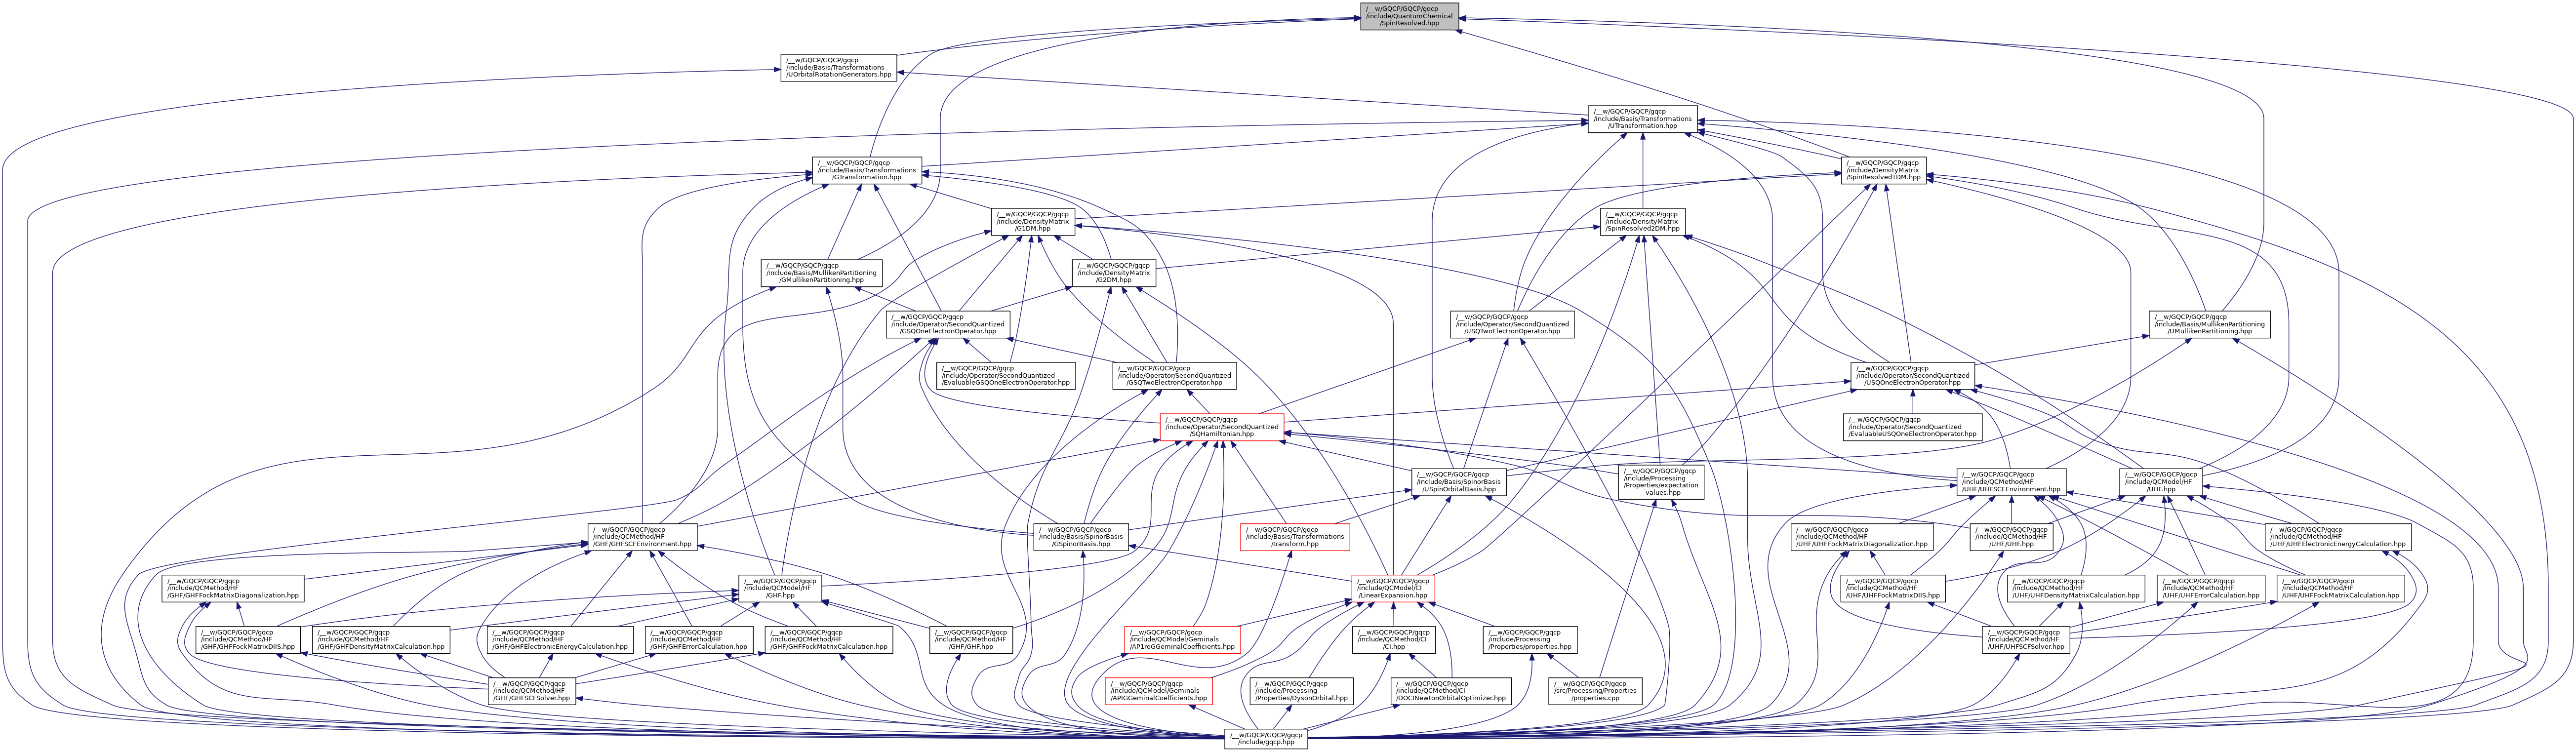 /__w/GQCP/GQCP/gqcp
/include/QuantumChemical
/SpinResolved.hpp
/__w/GQCP/GQCP/gqcp
/include/Basis/Transformations
/UOrbitalRotationGenerators.hpp
/__w/GQCP/GQCP/gqcp
/include/Basis/Transformations
/UTransformation.hpp
/__w/GQCP/GQCP/gqcp
/include/Basis/Transformations
/GTransformation.hpp
/__w/GQCP/GQCP/gqcp
/include/DensityMatrix
/SpinResolved1DM.hpp
/__w/GQCP/GQCP/gqcp
/include/DensityMatrix
/G1DM.hpp
/__w/GQCP/GQCP/gqcp
/include/DensityMatrix
/SpinResolved2DM.hpp
/__w/GQCP/GQCP/gqcp
/include/Basis/MullikenPartitioning
/GMullikenPartitioning.hpp
/__w/GQCP/GQCP/gqcp
/include/DensityMatrix
/G2DM.hpp
/__w/GQCP/GQCP/gqcp
/include/Operator/SecondQuantized
/GSQOneElectronOperator.hpp
/__w/GQCP/GQCP/gqcp
/include/Operator/SecondQuantized
/USQTwoElectronOperator.hpp
/__w/GQCP/GQCP/gqcp
/include/Basis/MullikenPartitioning
/UMullikenPartitioning.hpp
/__w/GQCP/GQCP/gqcp
/include/Operator/SecondQuantized
/EvaluableGSQOneElectronOperator.hpp
/__w/GQCP/GQCP/gqcp
/include/Operator/SecondQuantized
/GSQTwoElectronOperator.hpp
/__w/GQCP/GQCP/gqcp
/include/Operator/SecondQuantized
/USQOneElectronOperator.hpp
/__w/GQCP/GQCP/gqcp
/include/Operator/SecondQuantized
/SQHamiltonian.hpp
/__w/GQCP/GQCP/gqcp
/include/Operator/SecondQuantized
/EvaluableUSQOneElectronOperator.hpp
/__w/GQCP/GQCP/gqcp
/include/Basis/SpinorBasis
/USpinOrbitalBasis.hpp
/__w/GQCP/GQCP/gqcp
/include/Processing
/Properties/expectation
_values.hpp
/__w/GQCP/GQCP/gqcp
/include/QCMethod/HF
/UHF/UHFSCFEnvironment.hpp
/__w/GQCP/GQCP/gqcp
/include/QCModel/HF
/UHF.hpp
/__w/GQCP/GQCP/gqcp
/include/QCMethod/HF
/GHF/GHFSCFEnvironment.hpp
/__w/GQCP/GQCP/gqcp
/include/Basis/SpinorBasis
/GSpinorBasis.hpp
/__w/GQCP/GQCP/gqcp
/include/Basis/Transformations
/transform.hpp
/__w/GQCP/GQCP/gqcp
/include/QCMethod/HF
/UHF/UHFFockMatrixDiagonalization.hpp
/__w/GQCP/GQCP/gqcp
/include/QCMethod/HF
/UHF/UHF.hpp
/__w/GQCP/GQCP/gqcp
/include/QCMethod/HF
/UHF/UHFElectronicEnergyCalculation.hpp
/__w/GQCP/GQCP/gqcp
/include/QCMethod/HF
/GHF/GHFFockMatrixDiagonalization.hpp
/__w/GQCP/GQCP/gqcp
/include/QCModel/HF
/GHF.hpp
/__w/GQCP/GQCP/gqcp
/include/QCModel/CI
/LinearExpansion.hpp
/__w/GQCP/GQCP/gqcp
/include/QCMethod/HF
/UHF/UHFFockMatrixDIIS.hpp
/__w/GQCP/GQCP/gqcp
/include/QCMethod/HF
/UHF/UHFDensityMatrixCalculation.hpp
/__w/GQCP/GQCP/gqcp
/include/QCMethod/HF
/UHF/UHFErrorCalculation.hpp
/__w/GQCP/GQCP/gqcp
/include/QCMethod/HF
/UHF/UHFFockMatrixCalculation.hpp
/__w/GQCP/GQCP/gqcp
/include/QCMethod/HF
/GHF/GHFFockMatrixDIIS.hpp
/__w/GQCP/GQCP/gqcp
/include/QCMethod/HF
/GHF/GHFDensityMatrixCalculation.hpp
/__w/GQCP/GQCP/gqcp
/include/QCMethod/HF
/GHF/GHFElectronicEnergyCalculation.hpp
/__w/GQCP/GQCP/gqcp
/include/QCMethod/HF
/GHF/GHFErrorCalculation.hpp
/__w/GQCP/GQCP/gqcp
/include/QCMethod/HF
/GHF/GHFFockMatrixCalculation.hpp
/__w/GQCP/GQCP/gqcp
/include/QCMethod/HF
/GHF/GHF.hpp
/__w/GQCP/GQCP/gqcp
/include/QCModel/Geminals
/AP1roGGeminalCoefficients.hpp
/__w/GQCP/GQCP/gqcp
/include/QCMethod/CI
/CI.hpp
/__w/GQCP/GQCP/gqcp
/include/Processing
/Properties/properties.hpp
/__w/GQCP/GQCP/gqcp
/include/QCMethod/HF
/UHF/UHFSCFSolver.hpp
/__w/GQCP/GQCP/gqcp
/include/QCMethod/HF
/GHF/GHFSCFSolver.hpp
/__w/GQCP/GQCP/gqcp
/include/QCModel/Geminals
/APIGGeminalCoefficients.hpp
/__w/GQCP/GQCP/gqcp
/include/Processing
/Properties/DysonOrbital.hpp
/__w/GQCP/GQCP/gqcp
/include/QCMethod/CI
/DOCINewtonOrbitalOptimizer.hpp
/__w/GQCP/GQCP/gqcp
/src/Processing/Properties
/properties.cpp
/__w/GQCP/GQCP/gqcp
/include/gqcp.hpp